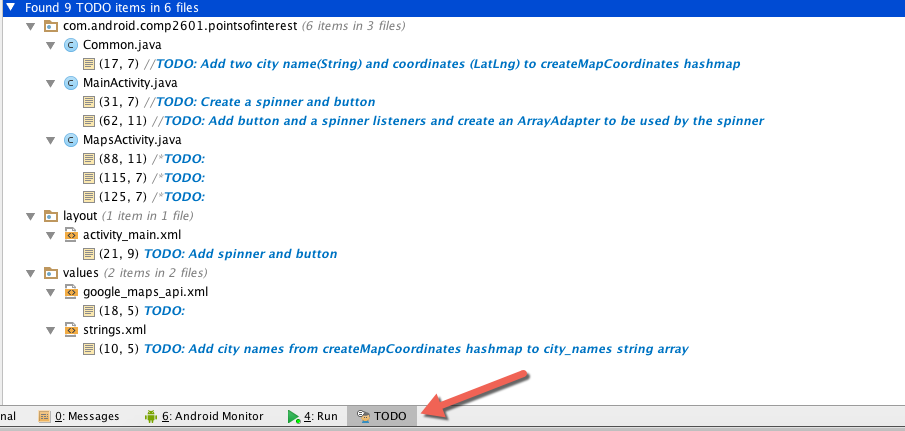 Found 9 TODO items in 6 files
com.android.comp2601.pointsofinterest (6 items in 3 files)
Common.java
(17, 7) //TODO: Add two city name(String) and coordinates (LatLng) to createMapCoordinates hashmap
MainActivity.java
(31, 7) //TODO: Create a spinner and button
(62, 11) //TODO: Add button and a spinner listeners and create an ArrayAdapter to be used by the spinner
MapsActivity.java
(88, 11) /*TODO:
(115, 7) /*TODO:
(125, 7) /*TODO:
layout (1 item in 1 file)
activity_main.xml
(21, 9) TODO: Add spinner and button
values (2 items in 2 files)
google_maps_api.xml
(18, 5) TODO:
strings.xml
(10, 5) TODO: Add city names from createMapCoordinates hashmap to city_names string array
nal 0: Messages 6: Android Monitor 4: Run TODO